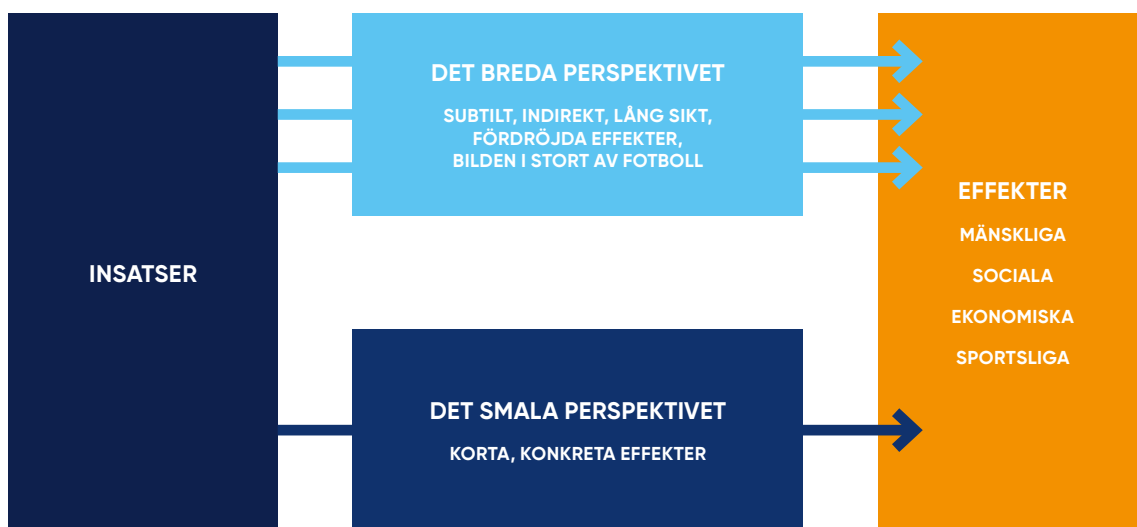 INSATSER
DET BREDA PERSPEKTIVET
SUBTILT, INDIREKT, LÅNG SIKT,
FÖRDRÖJDA EFFEKTER,
BILDEN I STORT AV FOTBOLL
DET SMALA PERSPEKTIVET
KORTA, KONKRETA EFFEKTER
EFFEKTER
MÄNSKLIGA
SOCIALA
EKONOMISKA
SPORTSLIGA